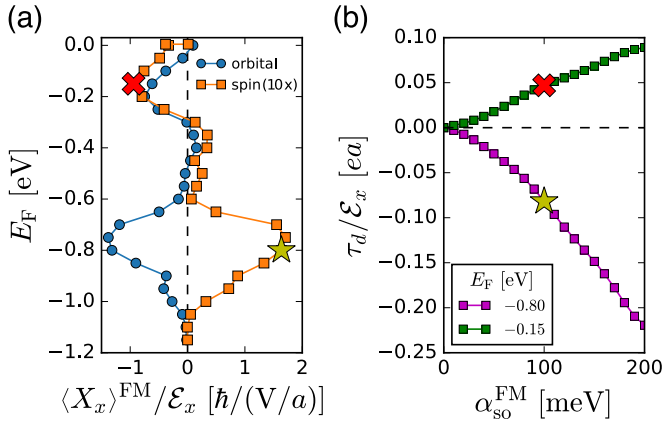 (a)
0.0
−0.2
−0.4
−0.6
−0.8
−1.0
−1.2
E_F [eV]
orbital
spin(10x)
−1 0 1 2
⟨X_x⟩^FM/ℰ_x [ħ/(V/a)]
(b)
0.10
0.05
0.00
−0.05
−0.10
−0.15
−0.20
−0.25
τ_d/ℰ_x [ea]
E_F [eV]
−0.80
−0.15
0 50 100 150 200
α_so^FM [meV]